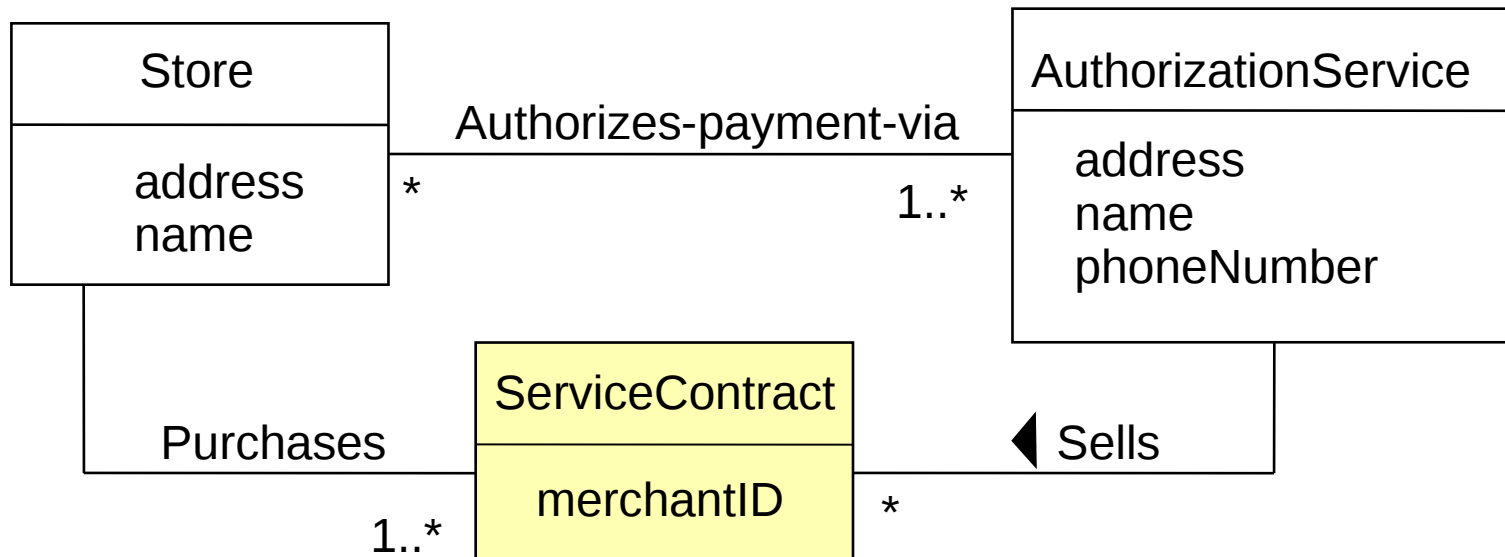 Store
address
name
Authorizes-payment-via
*
1..*
AuthorizationService
address
name
phoneNumber
Purchases
1..*
ServiceContract
merchantID
*
Sells